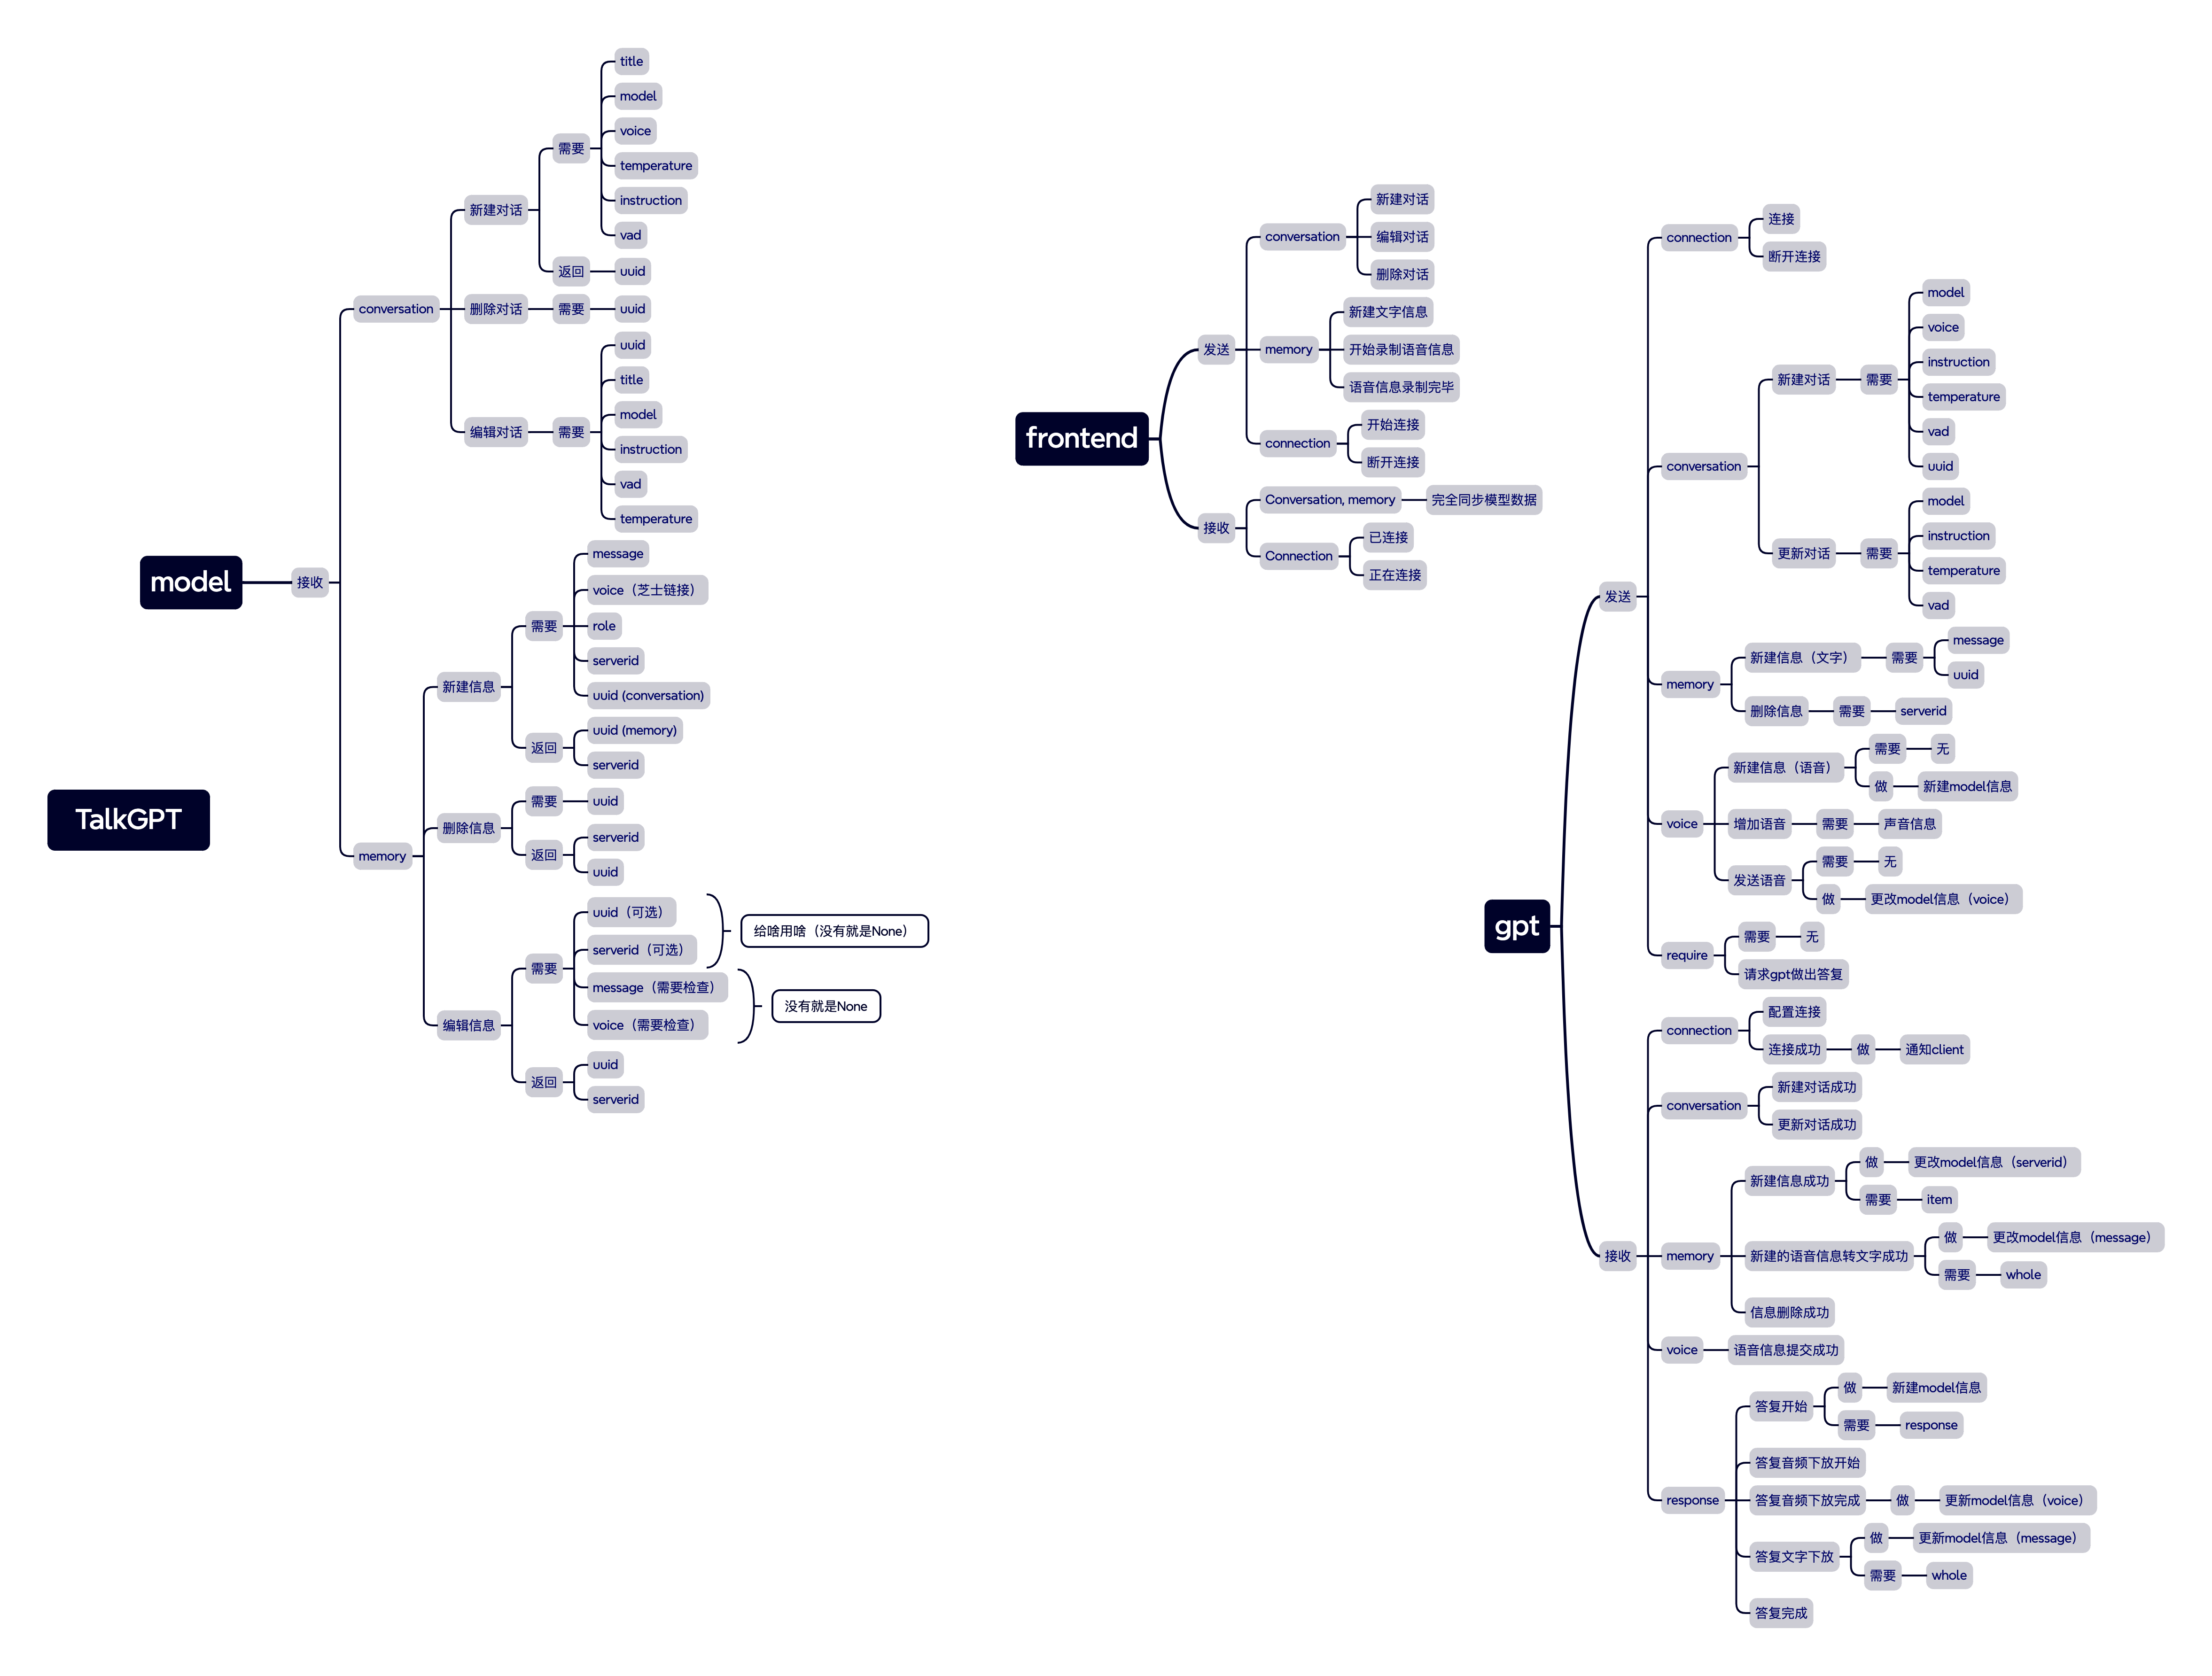 TalkGPT
model
接收
conversation
新建对话
需要
title
model
voice
temperature
instruction
vad
返回
uuid
删除对话
需要
uuid
编辑对话
需要
uuid
title
model
instruction
vad
temperature
memory
新建信息
需要
message
voice（芝士链接）
role
serverid
uuid (conversation)
返回
uuid (memory)
serverid
删除信息
需要
uuid
返回
serverid
uuid
编辑信息
需要
uuid（可选）
serverid（可选）
给啥用啥（没有就是None）
message（需要检查）
voice（需要检查）
没有就是None
返回
uuid
serverid
frontend
发送
conversation
新建对话
编辑对话
删除对话
memory
新建文字信息
开始录制语音信息
语音信息录制完毕
connection
开始连接
断开连接
接收
Conversation, memory
完全同步模型数据
Connection
已连接
正在连接
gpt
发送
connection
连接
断开连接
conversation
新建对话
需要
model
voice
instruction
temperature
vad
uuid
更新对话
需要
model
instruction
temperature
vad
memory
新建信息（文字）
需要
message
uuid
删除信息
需要
serverid
voice
新建信息（语音）
需要
无
做
新建model信息
增加语音
需要
声音信息
发送语音
需要
无
做
更改model信息（voice）
require
需要
无
请求gpt做出答复
接收
connection
配置连接
连接成功
做
通知client
conversation
新建对话成功
更新对话成功
memory
新建信息成功
做
更改model信息（serverid）
需要
item
新建的语音信息转文字成功
做
更改model信息（message）
需要
whole
信息删除成功
voice
语音信息提交成功
response
答复开始
做
新建model信息
需要
response
答复音频下放开始
答复音频下放完成
做
更新model信息（voice）
答复文字下放
做
更新model信息（message）
需要
whole
答复完成